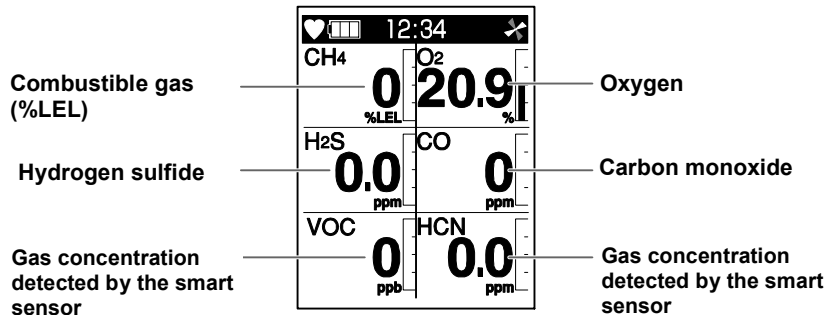 12:34
CH4
0
%LEL
O2
20.9
%
H2S
0.0
ppm
CO
0
ppm
VOC
0
ppb
HCN
0.0
ppm
Combustible gas
(%LEL)
Hydrogen sulfide
Gas concentration
detected by the smart
sensor
Oxygen
Carbon monoxide
Gas concentration
detected by the smart
sensor